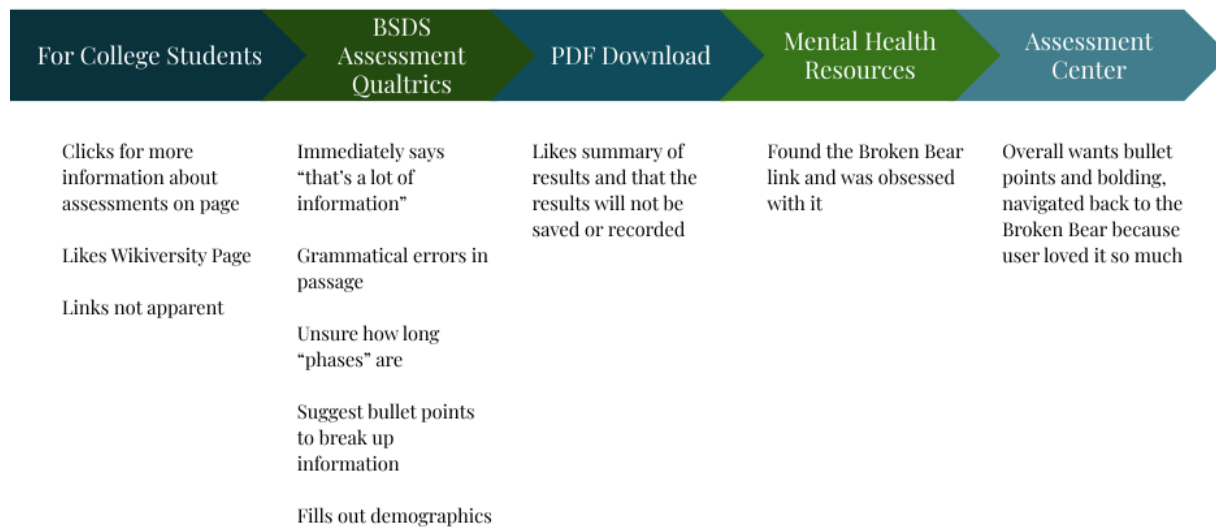 For College Students
BSDS
Assessment
Qualtrics
PDF Download
Mental Health
Resources
Assessment
Center
Clicks for more
information about
assessments on page
Likes Wikiversity Page
Links not apparent
Immediately says
“that’s a lot of
information”
Grammatical errors in
passage
Unsure how long
“phases” are
Suggest bullet points
to break up
information
Fills out demographics
Likes summary of
results and that the
results will not be
saved or recorded
Found the Broken Bear
link and was obsessed
with it
Overall wants bullet
points and bolding,
navigated back to the
Broken Bear because
user loved it so much